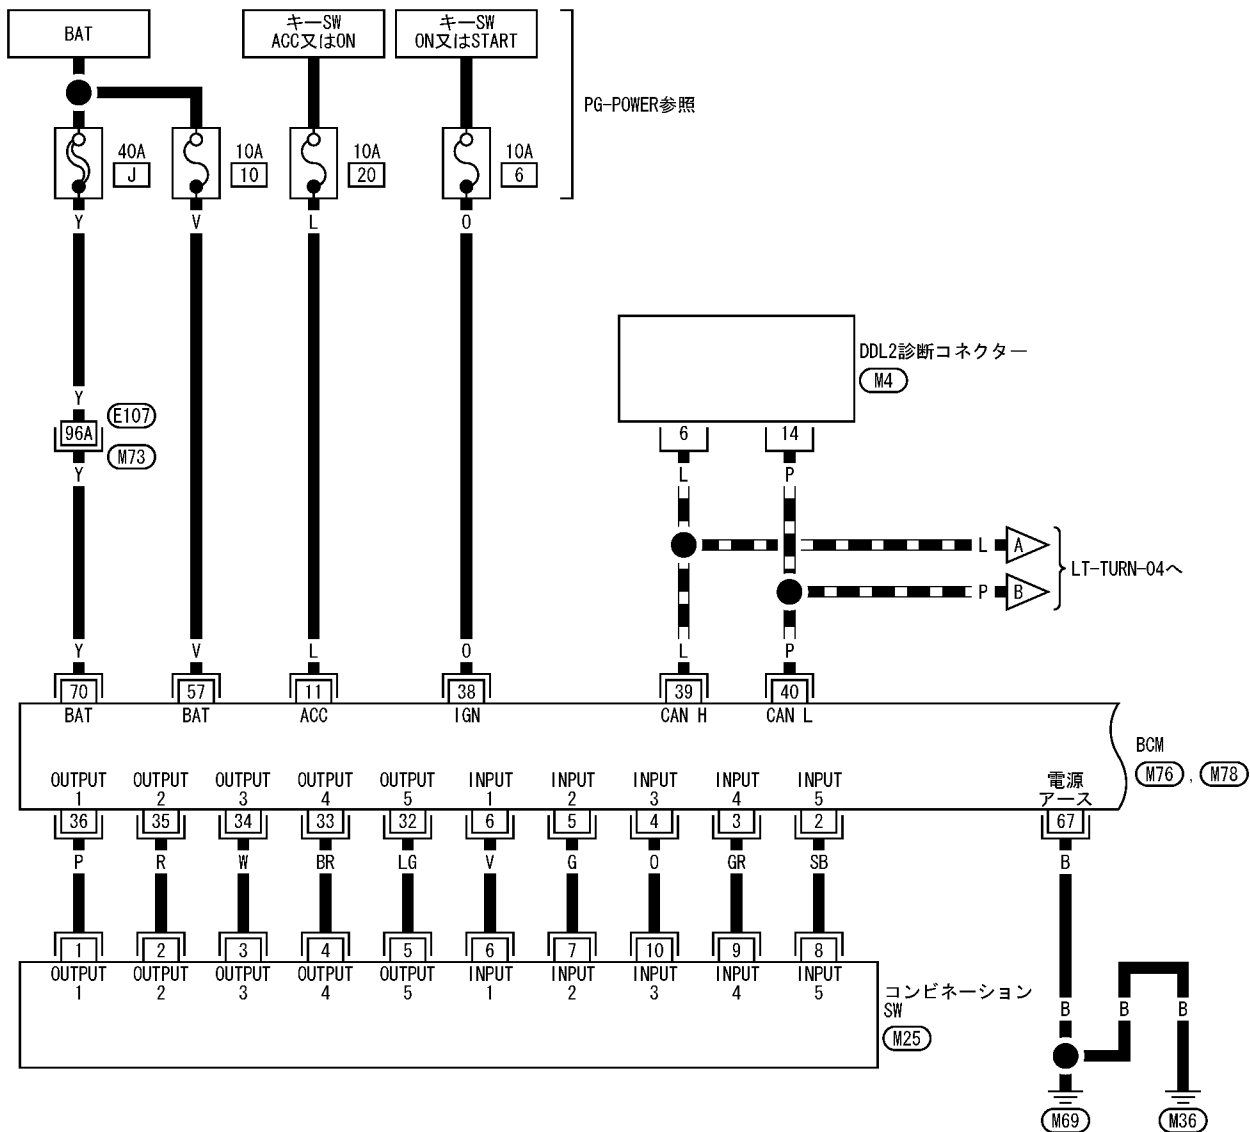 BAT
キーSW
ACC又はON
キーSW
ON又はSTART
PG-POWER参照
40A
J
10A
10
10A
20
10A
6
Y
V
L
O
DDL2診断コネクター
M4
Y
E107
96A
M73
Y
6
14
L
P
L
A
P
B
LT-TURN-04へ
Y
V
L
O
L
P
70
57
11
38
39
40
BAT
BAT
ACC
IGN
CAN H
CAN L
BCM
M76 , M78
OUTPUT
1
OUTPUT
2
OUTPUT
3
OUTPUT
4
OUTPUT
5
INPUT
1
INPUT
2
INPUT
3
INPUT
4
INPUT
5
電源
アース
36
35
34
33
32
6
5
4
3
2
67
P
R
W
BR
LG
V
G
O
GR
SB
B
1
2
3
4
5
6
7
10
9
8
OUTPUT
1
OUTPUT
2
OUTPUT
3
OUTPUT
4
OUTPUT
5
INPUT
1
INPUT
2
INPUT
3
INPUT
4
INPUT
5
コンビネーション
SW
M25
B
B
B
M69
M36